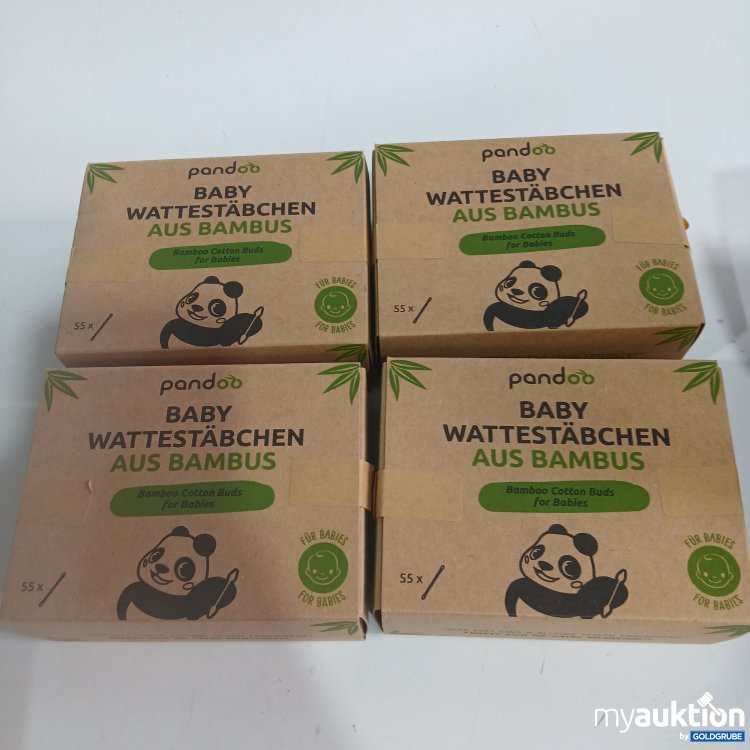 pandoo
BABY
WATTESTÄBCHEN
AUS BAMBUS
Bamboo Cotton Buds
for Babies
55 x
FÜR BABIES
FOR BABIES
pandoo
BABY
WATTESTÄBCHEN
AUS BAMBUS
Bamboo Cotton Buds
for Babies
55 x
FÜR BABIES
FOR BABIES
pandoo
BABY
WATTESTÄBCHEN
AUS BAMBUS
Bamboo Cotton Buds
for Babies
55 x
FÜR BABIES
FOR BABIES
pandoo
BABY
WATTESTÄBCHEN
AUS BAMBUS
Bamboo Cotton Buds
for Babies
55 x
FÜR BABIES
FOR BABIES
myauktion
by GOLDGRUBE